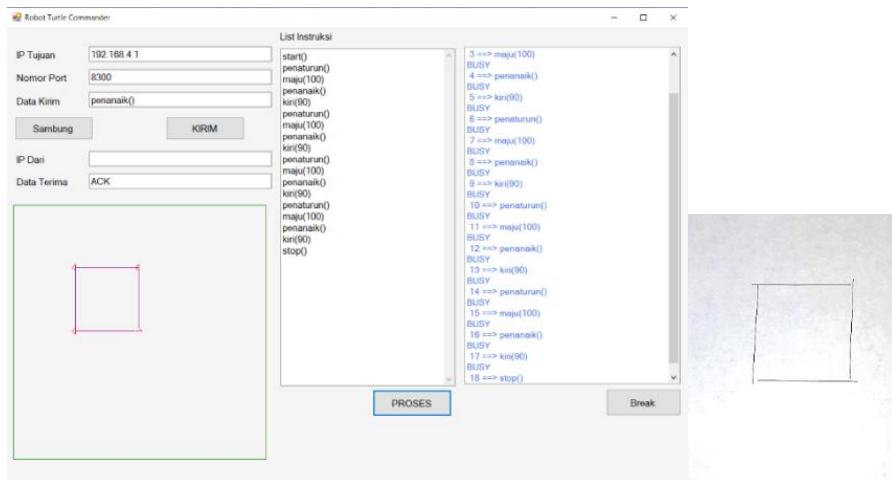 Robot Turtle Commander
IP Tujuan 192.168.4.1
Nomor Port 8300
Data Kirim penanaik()
Sambung KIRIM
IP Dari
Data Terima ACK
List Instruksi
start()
penaturun()
maju(100)
penanaik()
kiri(90)
penaturun()
maju(100)
penanaik()
kiri(90)
penaturun()
maju(100)
penanaik()
kiri(90)
penaturun()
maju(100)
penanaik()
kiri(90)
stop()
PROSES
3 ==> maju(100)
BUSY
4 ==> penanaik()
BUSY
5 ==> kiri(90)
BUSY
6 ==> penaturun()
BUSY
7 ==> maju(100)
BUSY
8 ==> penanaik()
BUSY
9 ==> kiri(90)
BUSY
10 ==> penaturun()
BUSY
11 ==> maju(100)
BUSY
12 ==> penanaik()
BUSY
13 ==> kiri(90)
BUSY
14 ==> penaturun()
BUSY
15 ==> maju(100)
BUSY
16 ==> penanaik()
BUSY
17 ==> kiri(90)
BUSY
18 ==> stop()
Break